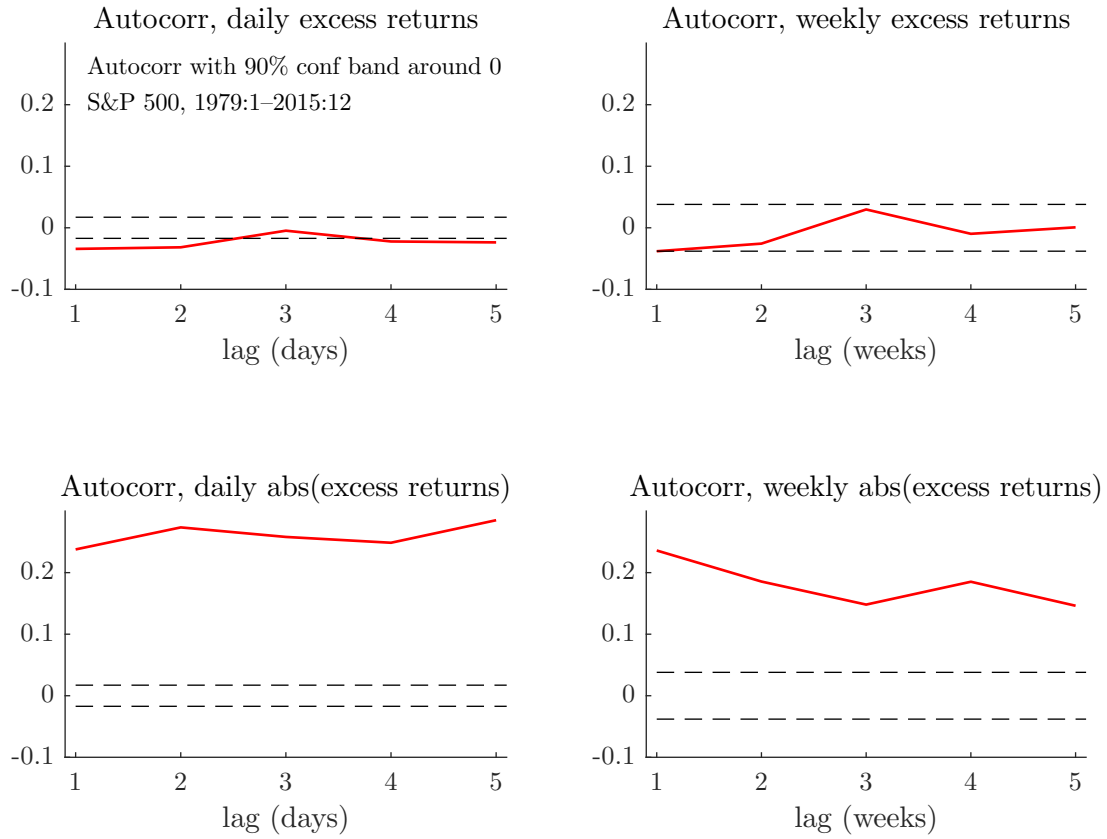 Autocorr, daily excess returns
Autocorr with 90% conf band around 0
S&P 500, 1979:1–2015:12
0.2
0.1
0
-0.1
1 2 3 4 5
lag (days)
Autocorr, weekly excess returns
0.2
0.1
0
-0.1
1 2 3 4 5
lag (weeks)
Autocorr, daily abs(excess returns)
0.2
0.1
0
-0.1
1 2 3 4 5
lag (days)
Autocorr, weekly abs(excess returns)
0.2
0.1
0
-0.1
1 2 3 4 5
lag (weeks)